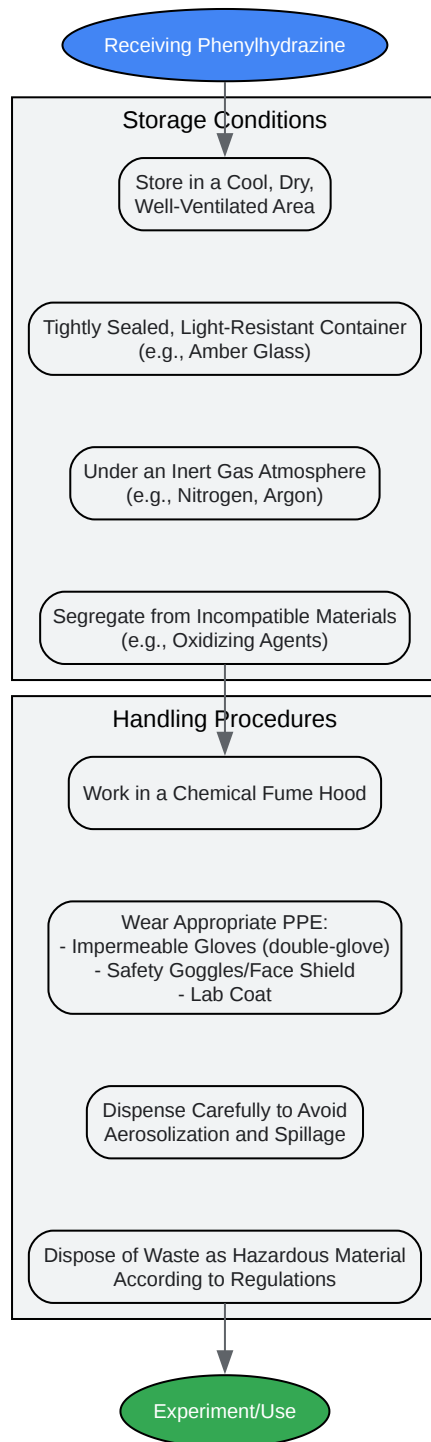 Receiving Phenylhydrazine
Storage Conditions
Store in a Cool, Dry,
Well-Ventilated Area
Tightly Sealed, Light-Resistant Container
(e.g., Amber Glass)
Under an Inert Gas Atmosphere
(e.g., Nitrogen, Argon)
Segregate from Incompatible Materials
(e.g., Oxidizing Agents)
Handling Procedures
Work in a Chemical Fume Hood
Wear Appropriate PPE:
- Impermeable Gloves (double-glove)
- Safety Goggles/Face Shield
- Lab Coat
Dispense Carefully to Avoid
Aerosolization and Spillage
Dispose of Waste as Hazardous Material
According to Regulations
Experiment/Use